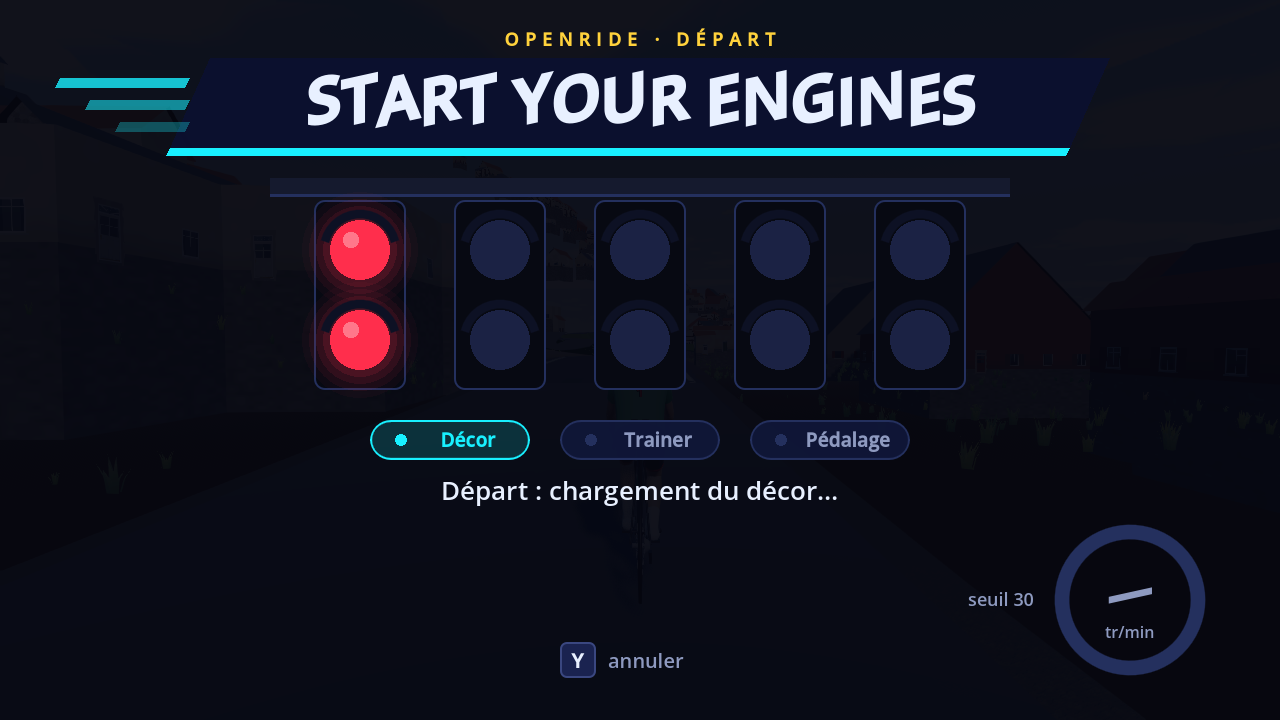 OPENRIDE · DÉPART
START YOUR ENGINES
Décor
Trainer
Pédalage
Départ : chargement du décor...
seuil 30
tr/min
Y annuler